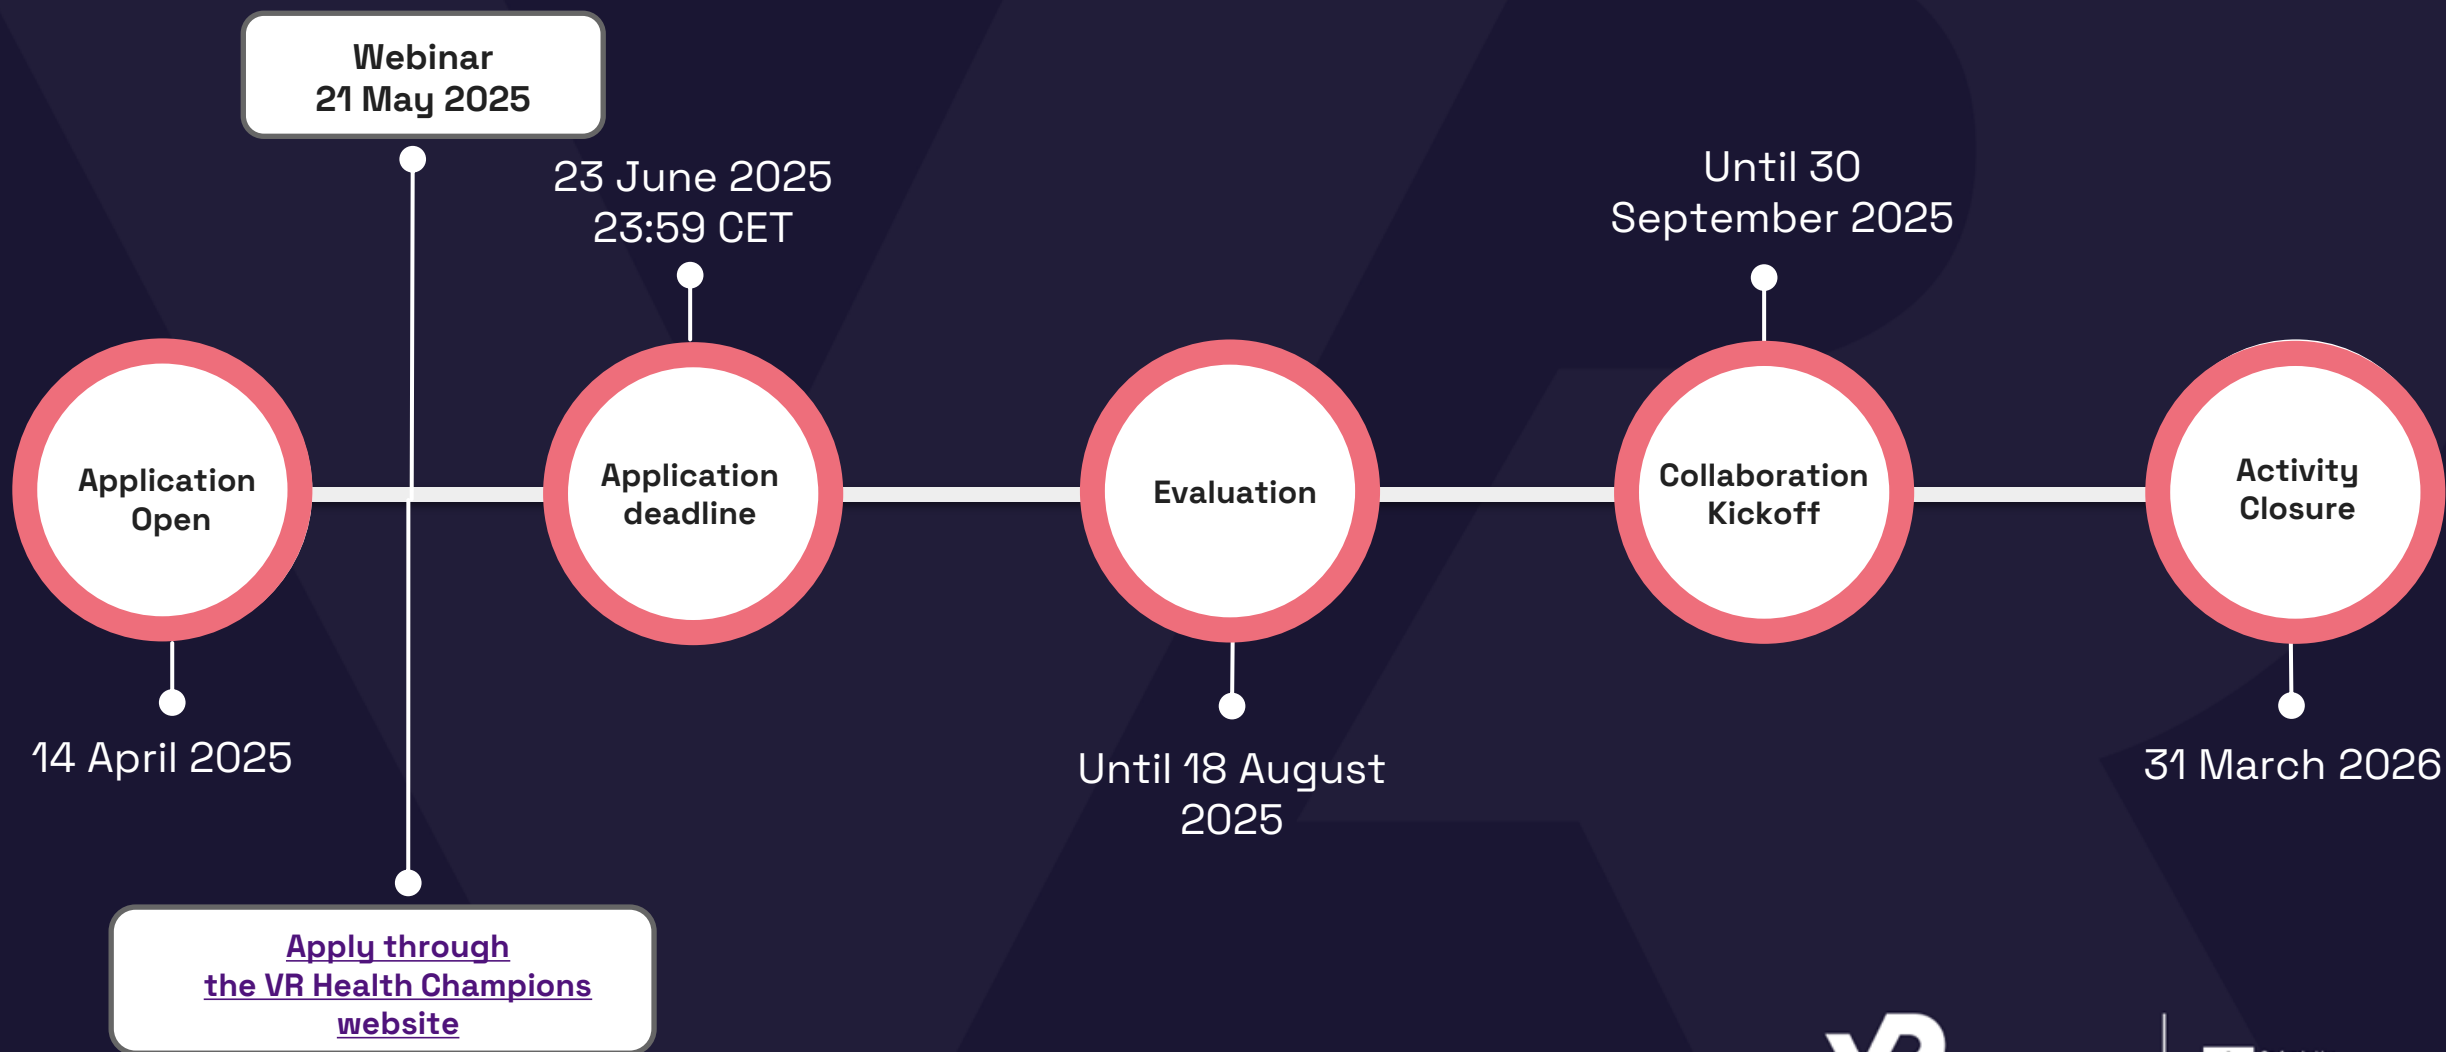 Webinar
21 May 2025
23 June 2025
23:59 CET
Until 30
September 2025
Application
Open
Application
deadline
Evaluation
Collaboration
Kickoff
Activity
Closure
14 April 2025
Until 18 August
2025
31 March 2026
Apply through
the VR Health Champions
website